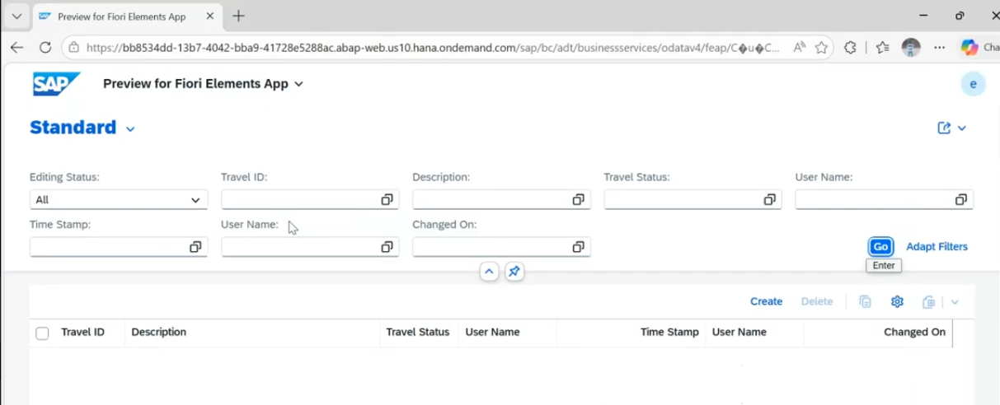 Preview for Fiori Elements App
https://bb8534dd-13b7-4042-bba9-41728e5288ac.abap-web.us10.hana.ondemand.com/sap/bc/adt/businessservices/odatav4/feap/C�u�C...
Cha
SAP Preview for Fiori Elements App
e
Standard
Editing Status: Travel ID: Description: Travel Status: User Name:
All
Time Stamp: User Name: Changed On:
Go Adapt Filters
Enter
Create Delete
Travel ID Description Travel Status User Name Time Stamp User Name Changed On